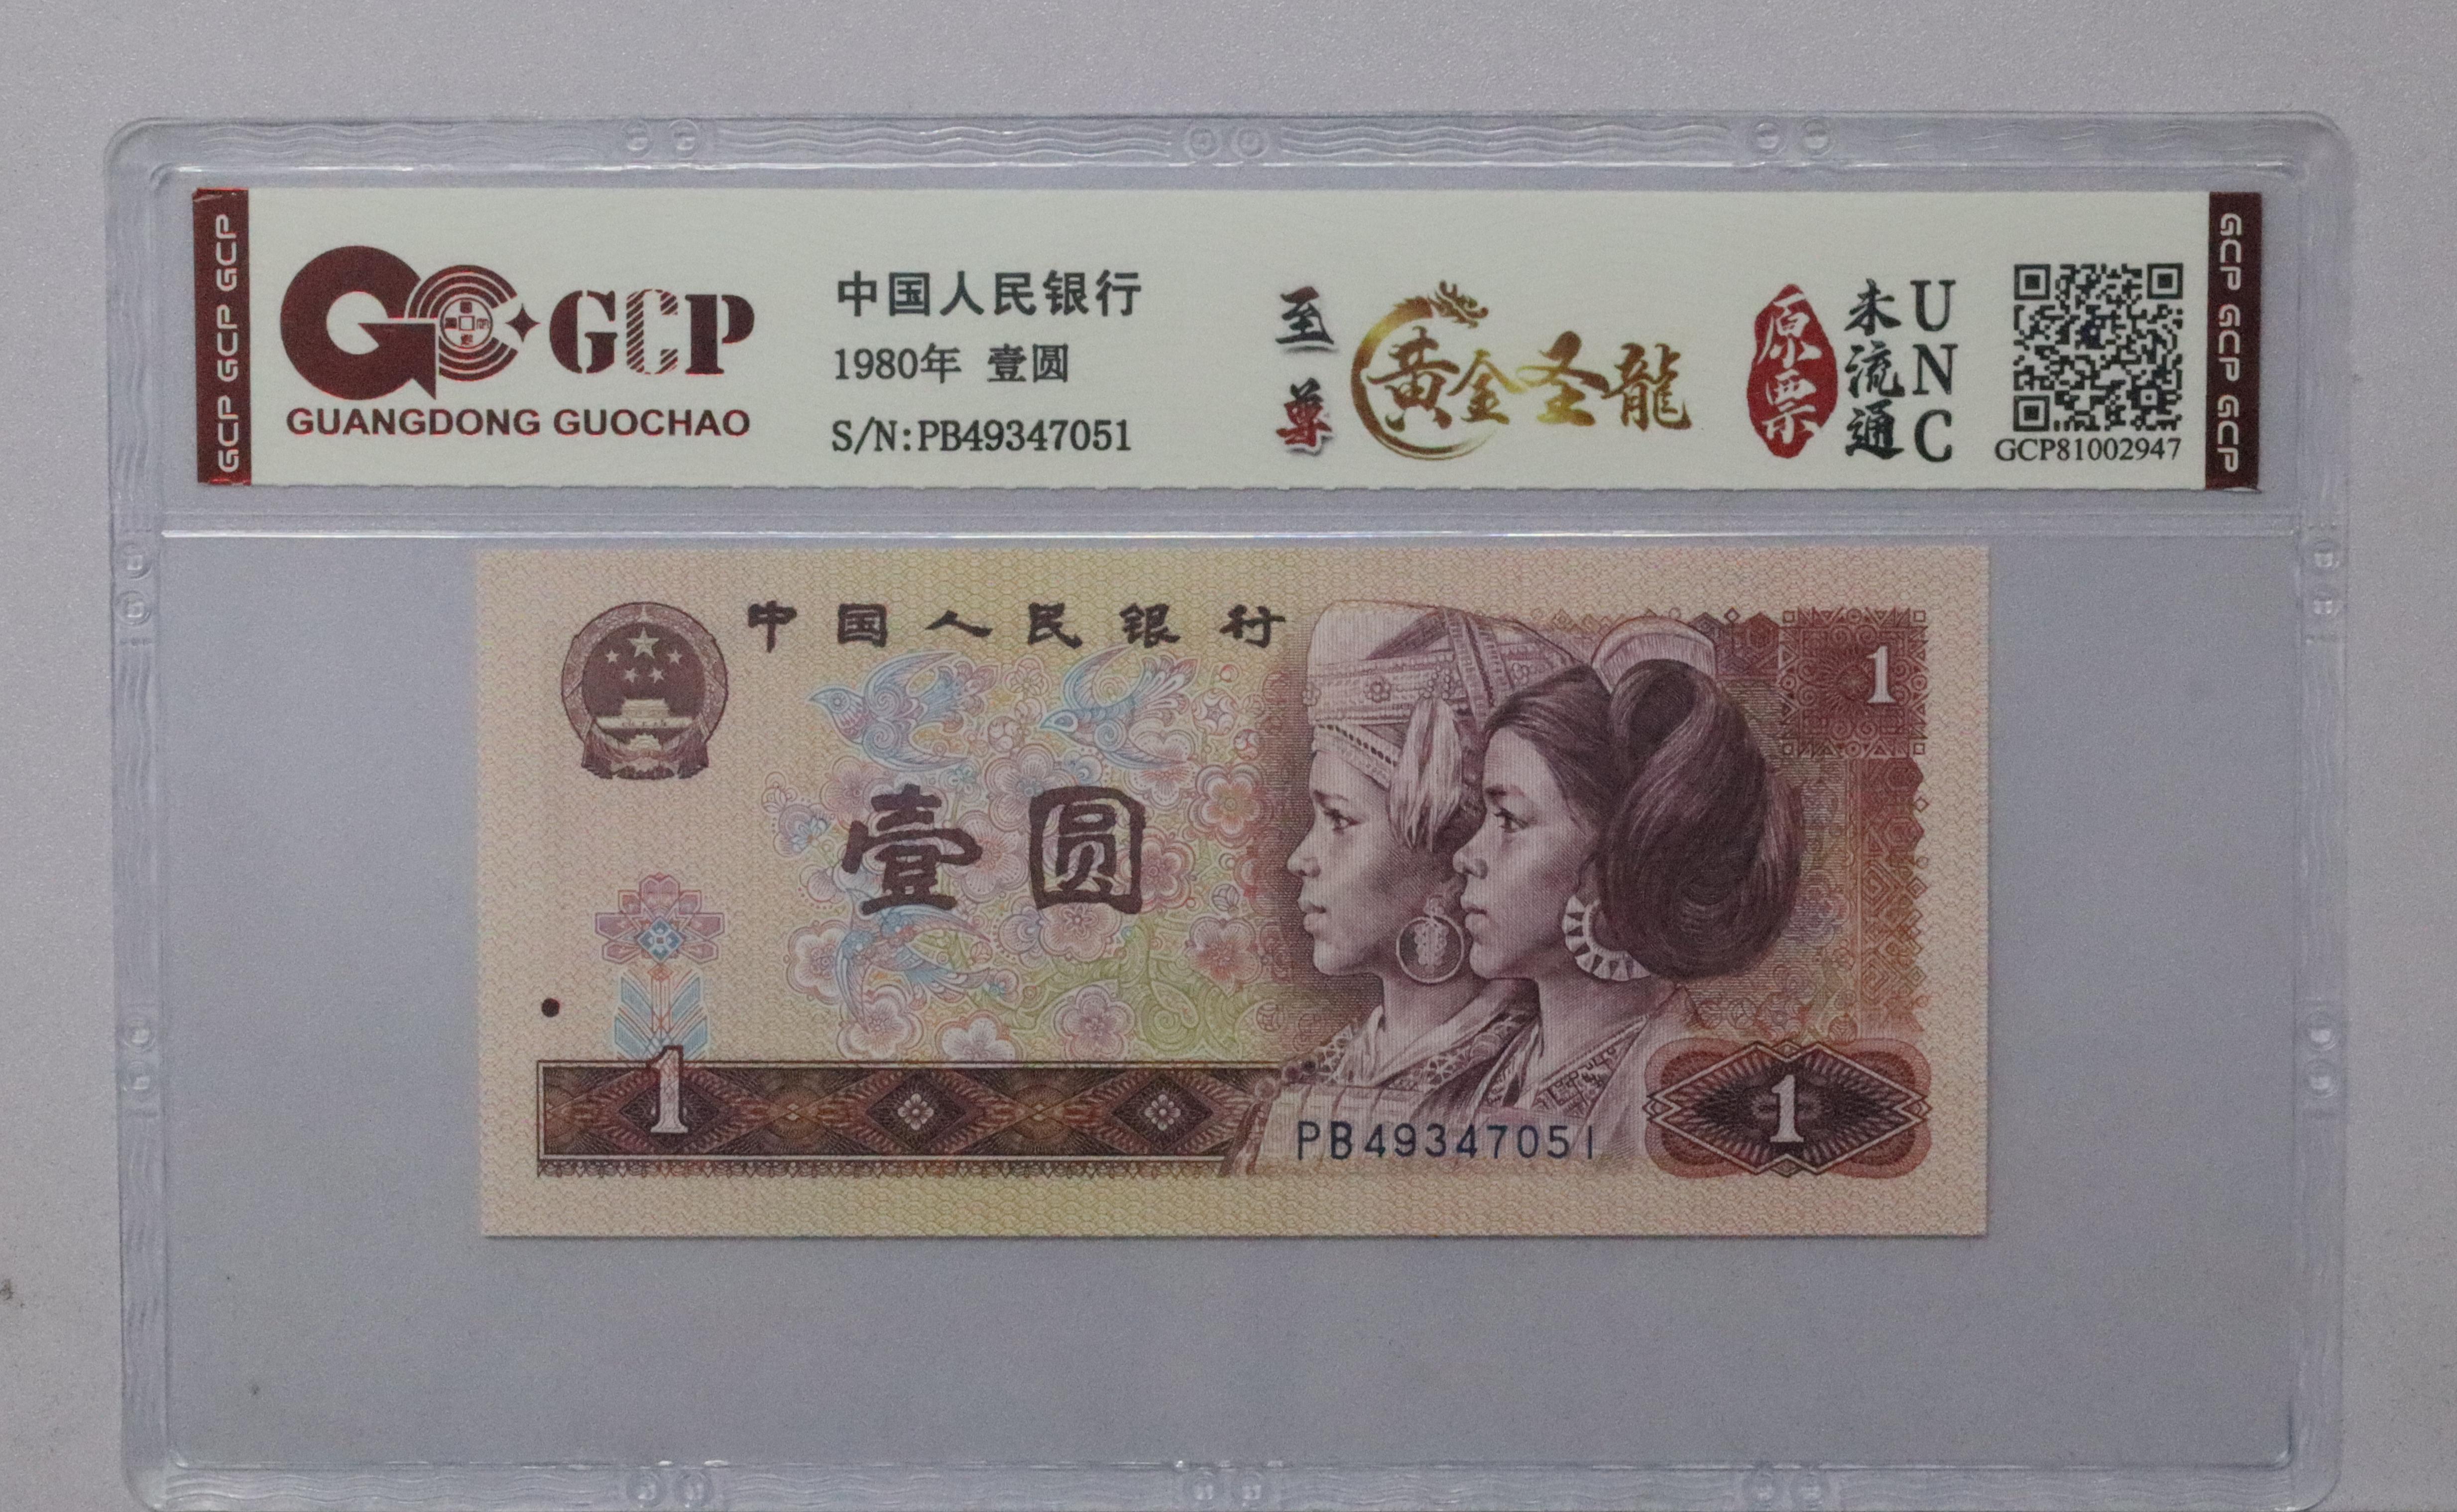 GCP GCP GCP
GCP
GUANGDONG GUOCHAO
中国人民银行
1980年 壹圆
S/N:PB49347051
至尊
黄金圣龍
原票
未流通
UNC
GCP81002947
GCP GCP GCP
中国人民银行
1
壹圆
1
PB49347051
1